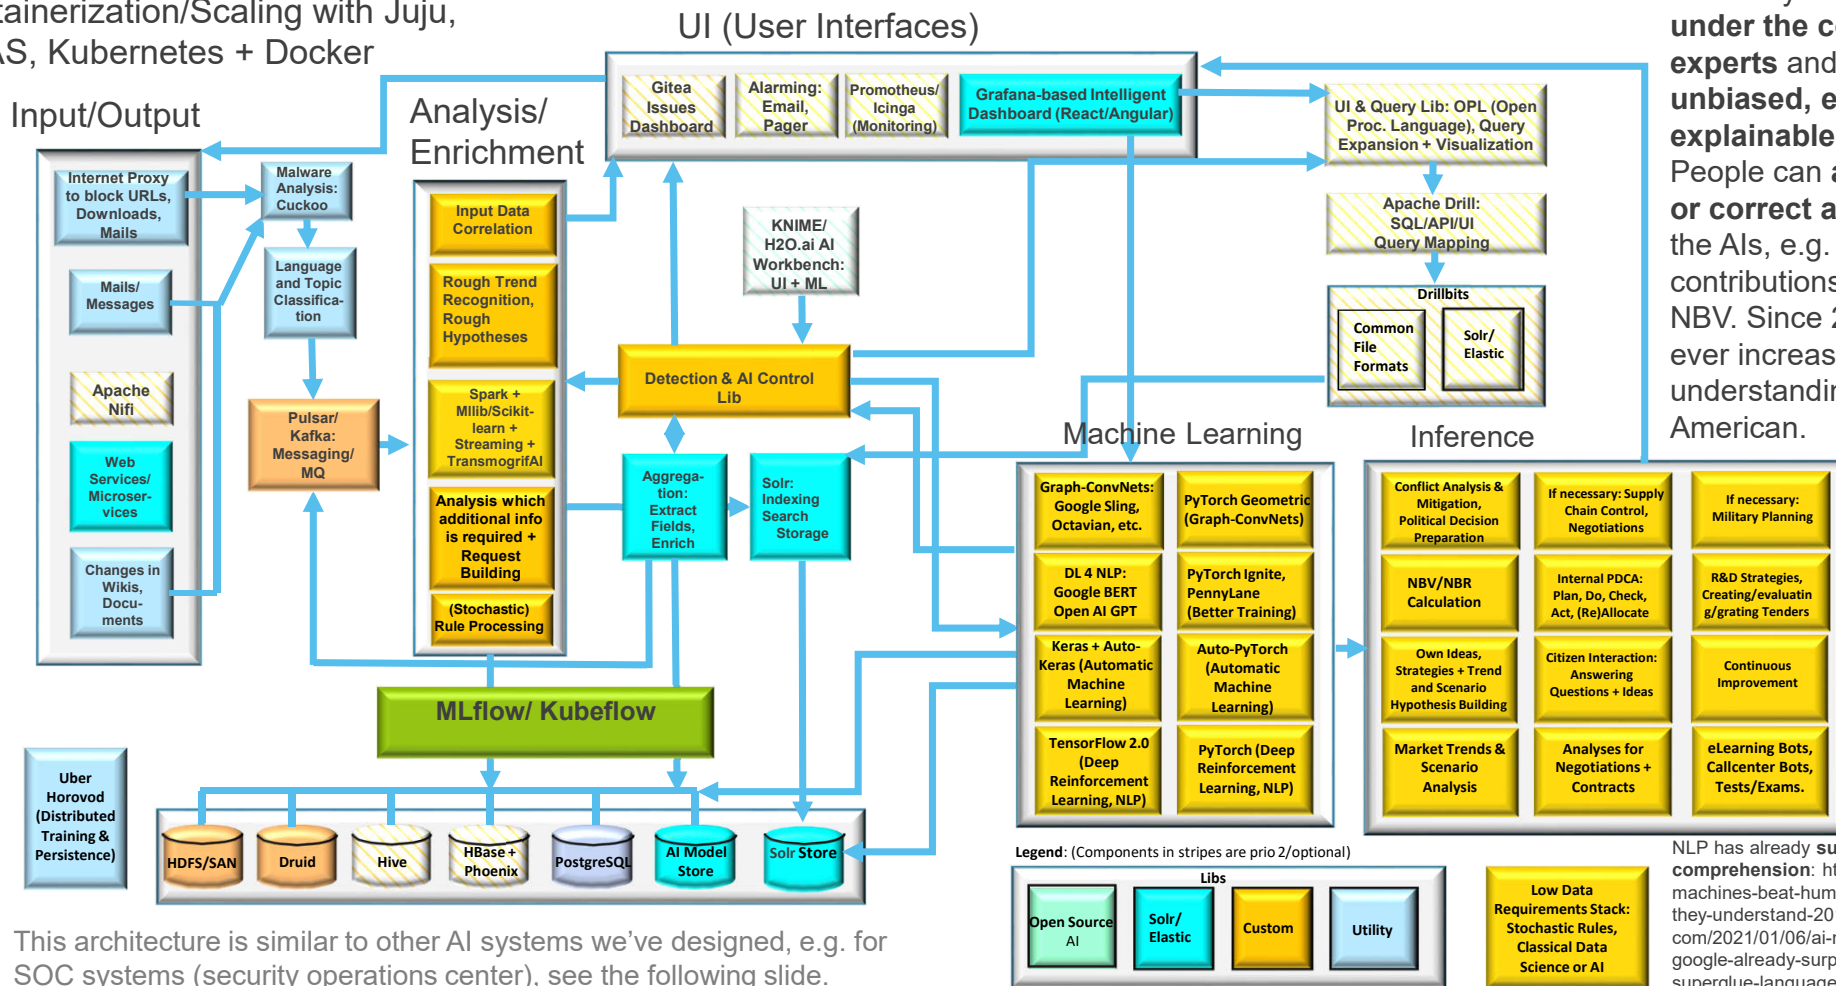 tainerization/Scaling with Juju,
AS, Kubernetes + Docker
UI (User Interfaces)
Gitea
Issues
Dashboard
Alarming:
Email,
Pager
Promotheus/
Icinga
(Monitoring)
Grafana-based Intelligent
Dashboard (React/Angular)
UI & Query Lib: OPL (Open
Proc. Language), Query
Expansion + Visualization
Apache Drill:
SQL/API/UI
Query Mapping
Drillbits
Common
File
Formats
Solr/
Elastic
under the
experts and
unbiased,
explainable
People can
or correct
the AIs, e.g.
contributions
NBV. Since
ever
understanding
American.
Input/Output
Internet Proxy
to block URLs,
Downloads,
Mails
Mails/
Messages
Apache
Nifi
Web
Services/
Microser-
vices
Changes in
Wikis,
Docu-
ments
Malware
Analysis:
Cuckoo
Language
and Topic
Classifica-
tion
Pulsar/
Kafka:
Messaging/
MQ
Analysis/
Enrichment
Input Data
Correlation
Rough Trend
Recognition,
Rough
Hypotheses
Spark +
Mllib/Scikit-
learn +
Streaming +
TransmogrifAI
Analysis which
additional info
is required +
Request
Building
(Stochastic)
Rule Processing
KNIME/
H2O.ai AI
Workbench:
UI + ML
Detection & AI Control
Lib
Aggrega-
tion:
Extract
Fields,
Enrich
Solr:
Indexing
Search
Storage
MLflow/ Kubeflow
Uber
Horovod
(Distributed
Training &
Persistence)
HDFS/SAN
Druid
Hive
HBase +
Phoenix
PostgreSQL
AI Model
Store
Solr Store
Machine Learning
Graph-ConvNets:
Google Sling,
Octavian, etc.
PyTorch Geometric
(Graph-ConvNets)
DL 4 NLP:
Google BERT
Open AI GPT
PyTorch Ignite,
PennyLane
(Better Training)
Keras + Auto-
Keras (Automatic
Machine
Learning)
Auto-PyTorch
(Automatic
Machine
Learning)
TensorFlow 2.0
(Deep
Reinforcement
Learning, NLP)
PyTorch (Deep
Reinforcement
Learning, NLP)
Inference
Conflict Analysis &
Mitigation,
Political Decision
Preparation
If necessary: Supply
Chain Control,
Negotiations
If necessary:
Military Planning
NBV/NBR
Calculation
Internal PDCA:
Plan, Do, Check,
Act, (Re)Allocate
R&D Strategies,
Creating/evaluatin
g/grating Tenders
Own Ideas,
Strategies + Trend
and Scenario
Hypothesis Building
Citizen Interaction:
Answering
Questions + Ideas
Continuous
Improvement
Market Trends &
Scenario
Analysis
Analyses for
Negotiations +
Contracts
eLearning Bots,
Callcenter Bots,
Tests/Exams.
Legend: (Components in stripes are prio 2/optional)
Libs
Open Source
AI
Solr/
Elastic
Custom
Utility
Low Data
Requirements Stack:
Stochastic Rules,
Classical Data
Science or AI
NLP has already
comprehension:
machines-beat-hum
they-understand-20
com/2021/01/06/ai-
google-already-surp
superglue-language
This architecture is similar to other AI systems we've designed, e.g. for
SOC systems (security operations center), see the following slide.